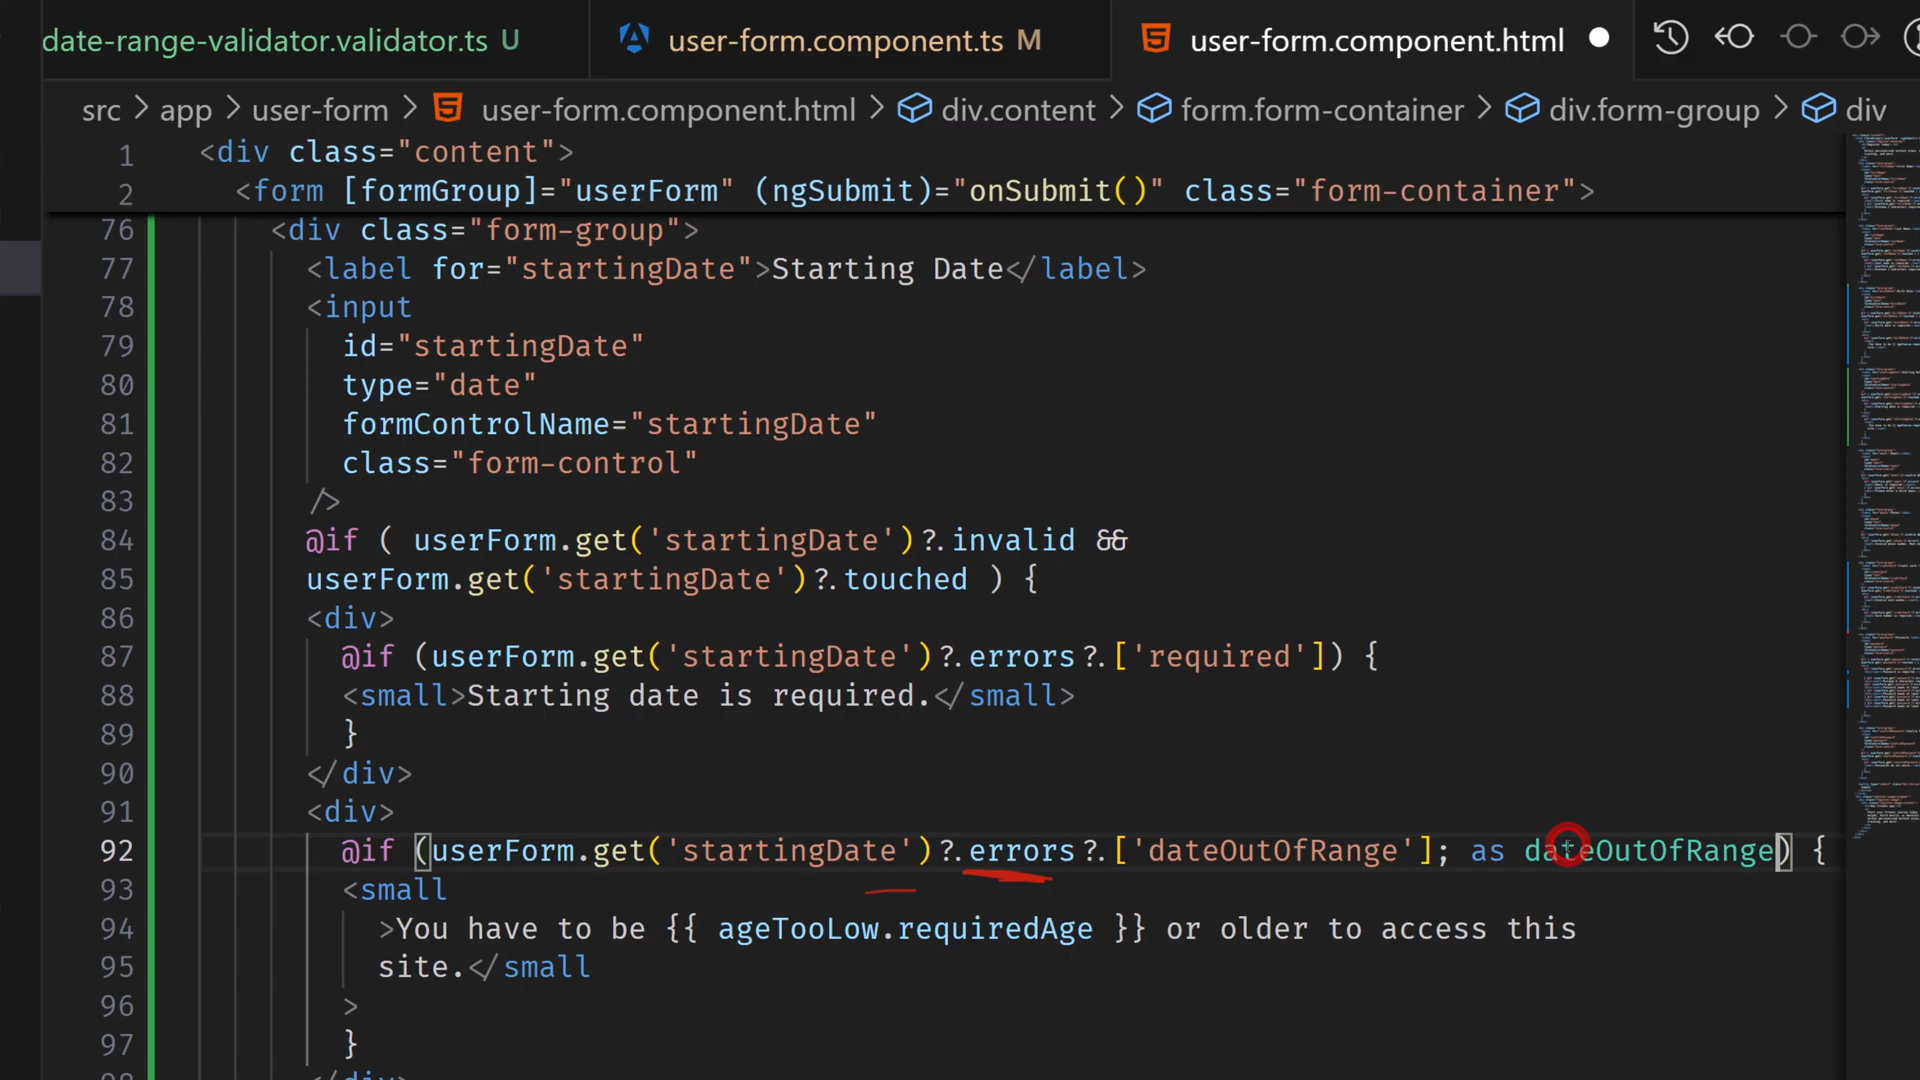 date-range-validator.validator.ts U
user-form.component.ts M
user-form.component.html
src > app > user-form > user-form.component.html > div.content > form.form-container > div.form-group > div
1 <div class="content">
2 <form [formGroup]="userForm" (ngSubmit)="onSubmit()" class="form-container">
76 <div class="form-group">
77 <label for="startingDate">Starting Date</label>
78 <input
79 id="startingDate"
80 type="date"
81 formControlName="startingDate"
82 class="form-control"
83 />
84 @if ( userForm.get('startingDate')?.invalid &&
85 userForm.get('startingDate')?.touched ) {
86 <div>
87 @if (userForm.get('startingDate')?.errors?.['required']) {
88 <small>Starting date is required.</small>
89 }
90 </div>
91 <div>
92 @if (userForm.get('startingDate')?.errors?.['dateOutOfRange']; as dateOutOfRange) {
93 <small
94 >You have to be {{ ageTooLow.requiredAge }} or older to access this
95 site.</small
96 >
97 }